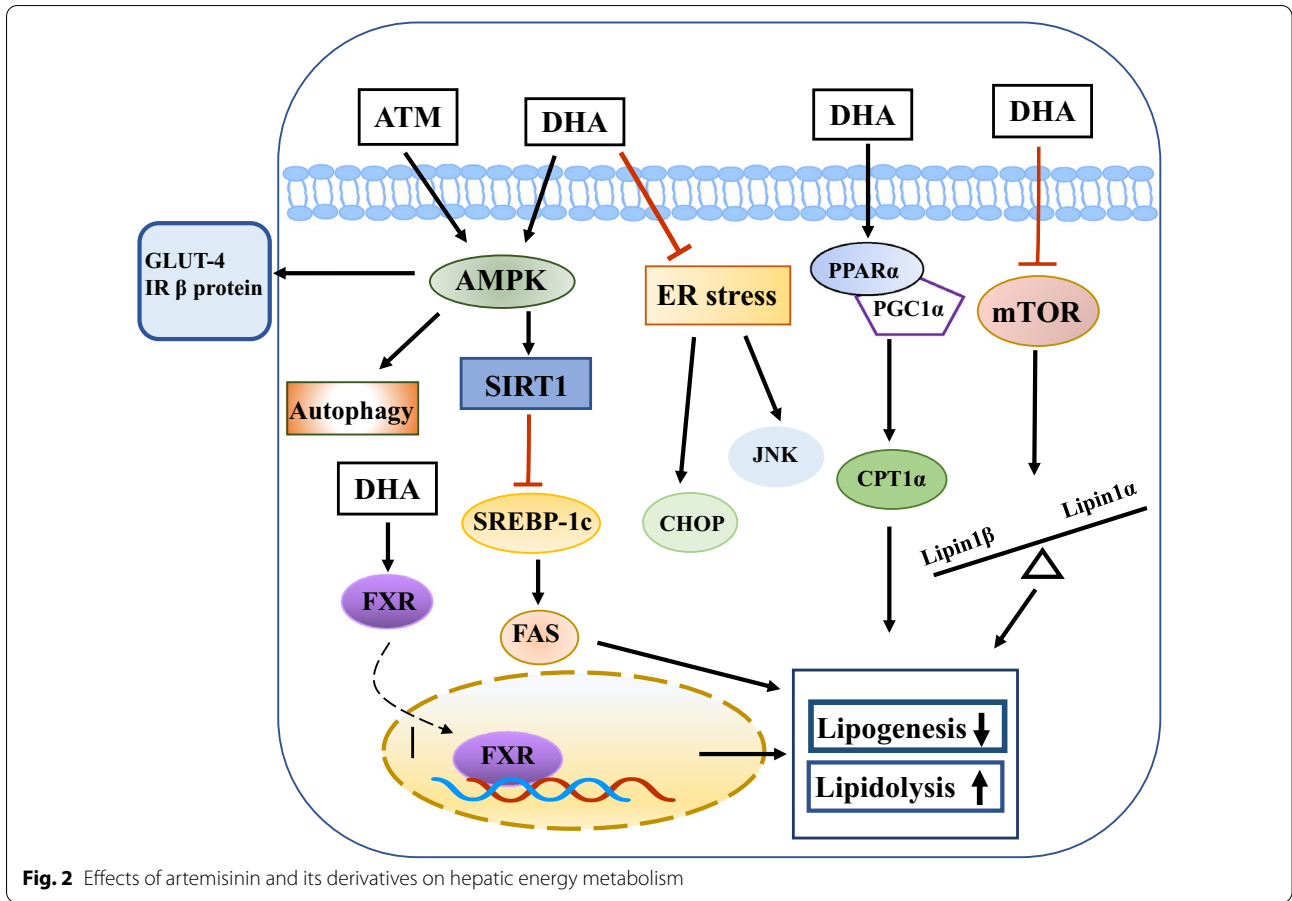 ATM
DHA
DHA
DHA
GLUT-4
IR β protein
AMPK
ER stress
PPARα
PGC1α
mTOR
SIRT1
Autophagy
JNK
CPT1α
DHA
SREBP-1c
CHOP
Lipin1β
Lipin1α
FXR
FAS
FXR
Lipogenesis
Lipidolysis
Fig. 2 Effects of artemisinin and its derivatives on hepatic energy metabolism